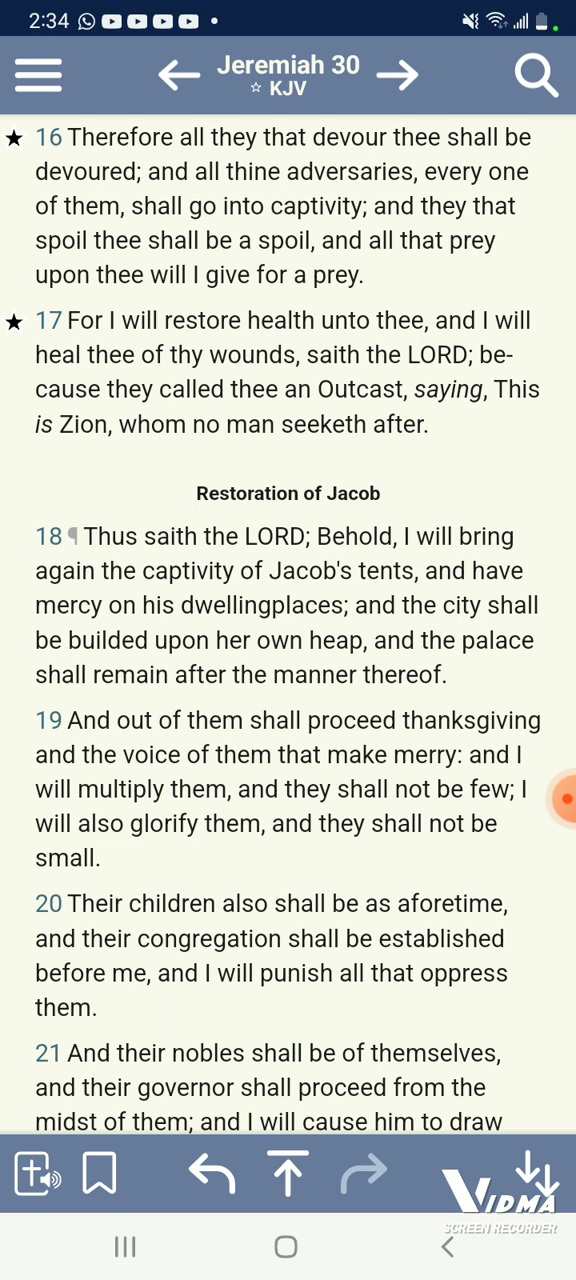 2:34
Jeremiah 30
☆ KJV
★ 16 Therefore all they that devour thee shall be
devoured; and all thine adversaries, every one
of them, shall go into captivity; and they that
spoil thee shall be a spoil, and all that prey
upon thee will I give for a prey.
★ 17 For I will restore health unto thee, and I will
heal thee of thy wounds, saith the LORD; be-
cause they called thee an Outcast, saying, This
is Zion, whom no man seeketh after.
Restoration of Jacob
18 ¶ Thus saith the LORD; Behold, I will bring
again the captivity of Jacob's tents, and have
mercy on his dwellingplaces; and the city shall
be builded upon her own heap, and the palace
shall remain after the manner thereof.
19 And out of them shall proceed thanksgiving
and the voice of them that make merry: and I
will multiply them, and they shall not be few; I
will also glorify them, and they shall not be
small.
20 Their children also shall be as aforetime,
and their congregation shall be established
before me, and I will punish all that oppress
them.
21 And their nobles shall be of themselves,
and their governor shall proceed from the
midst of them; and I will cause him to draw
VIDMA
SCREEN RECORDER